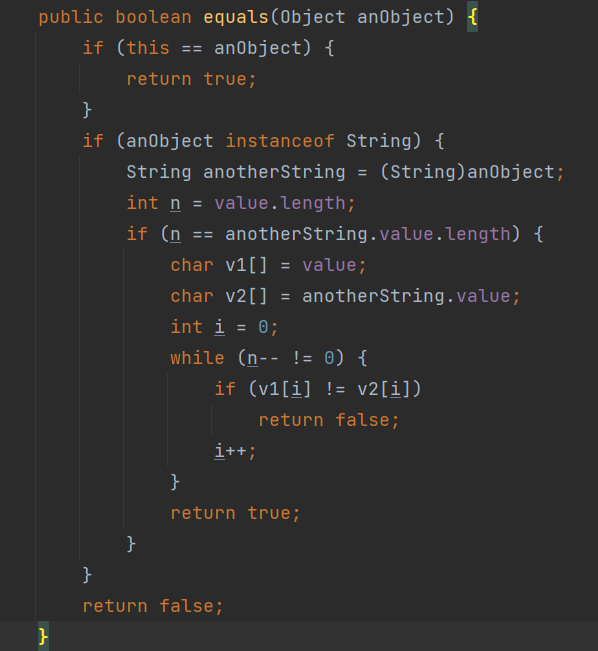 public boolean equals(Object anObject) {
    if (this == anObject) {
        return true;
    }
    if (anObject instanceof String) {
        String anotherString = (String)anObject;
        int n = value.length;
        if (n == anotherString.value.length) {
            char v1[] = value;
            char v2[] = anotherString.value;
            int i = 0;
            while (n-- != 0) {
                if (v1[i] != v2[i])
                    return false;
                i++;
            }
            return true;
        }
    }
    return false;
}